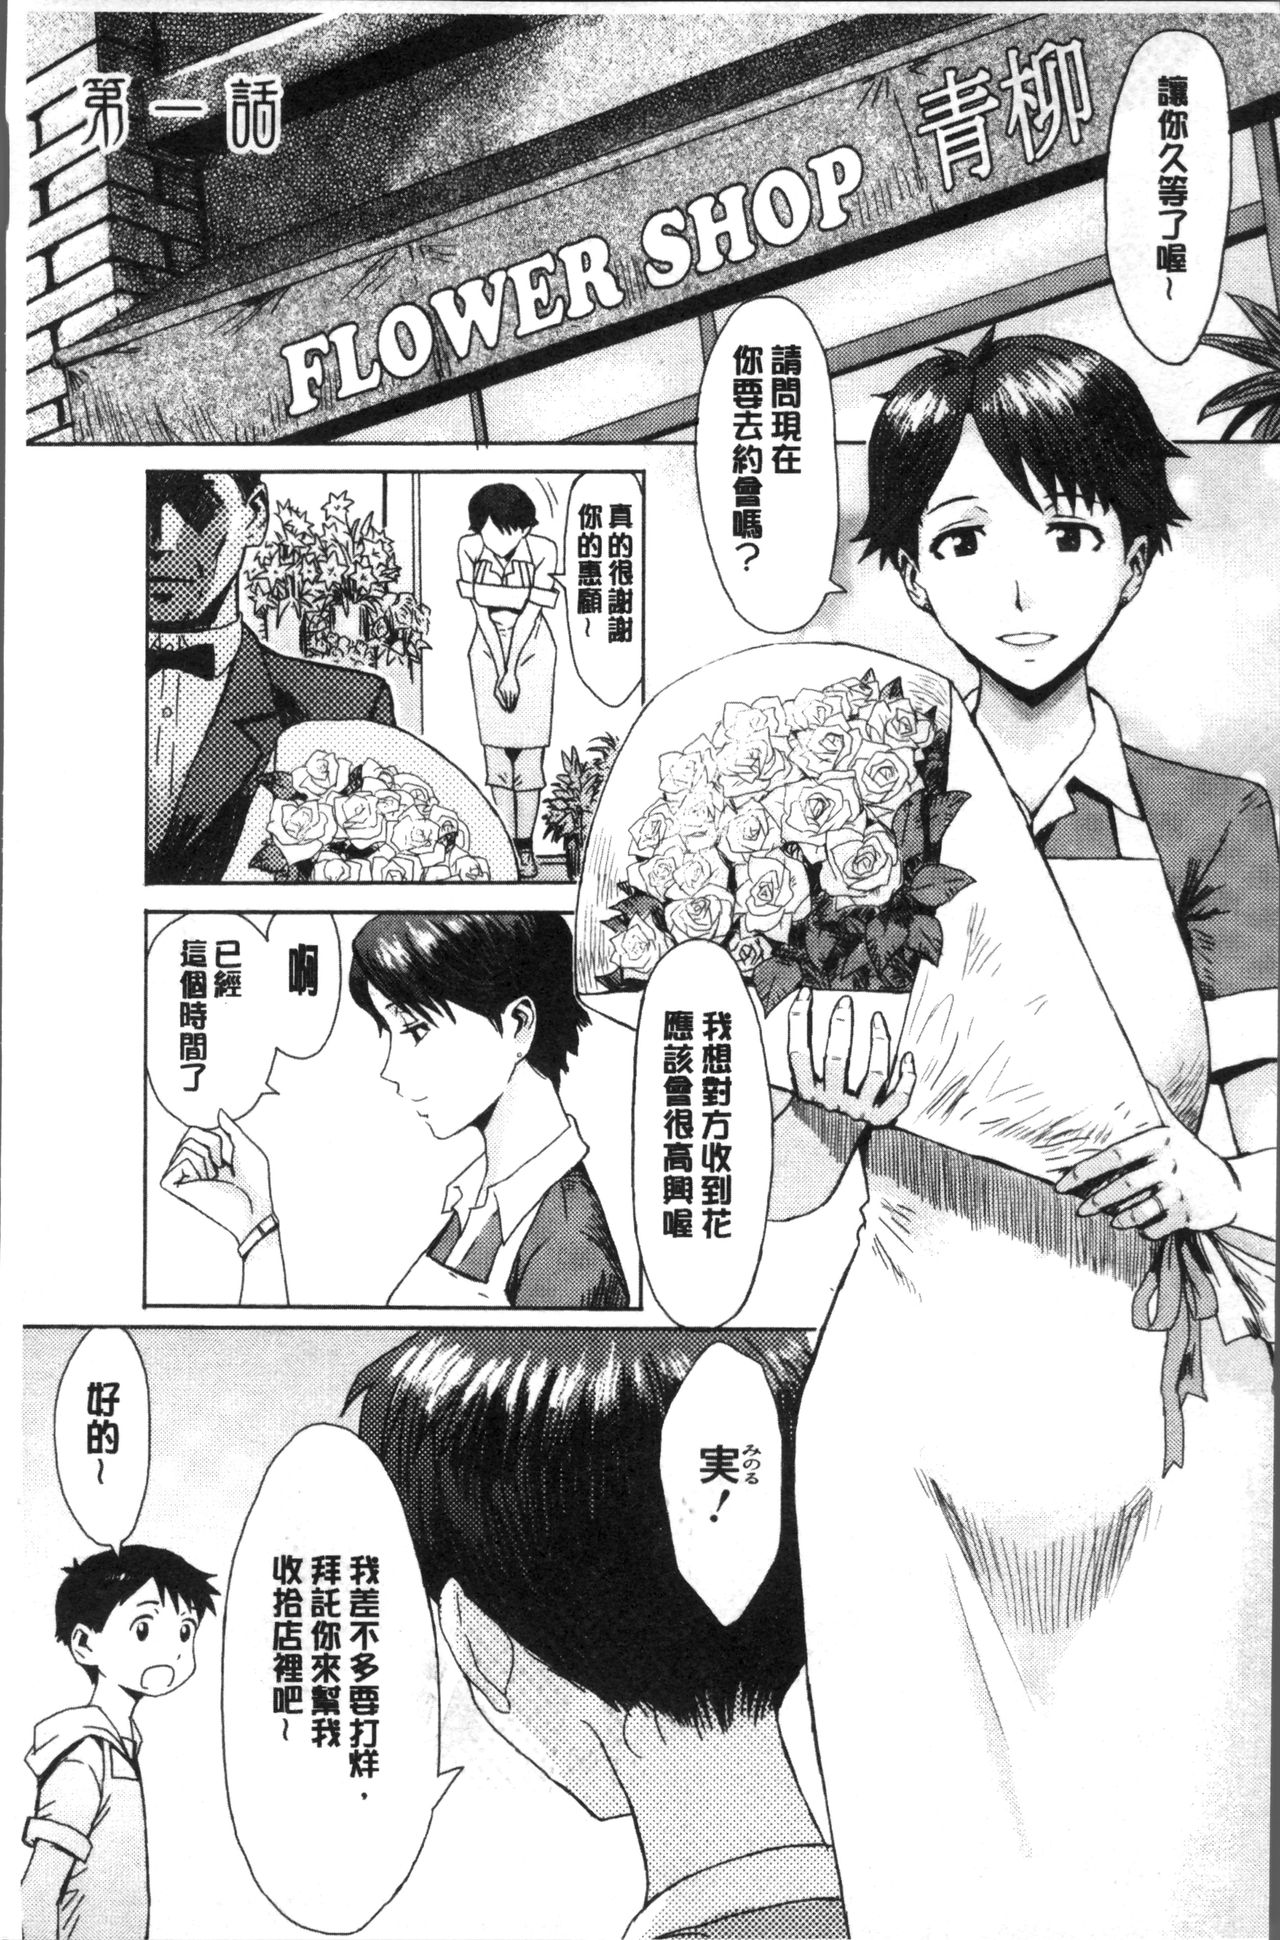 第一話
FLOWER SHOP 青柳
讓你久等了喔~
請問現在
你要去約會嗎?
我想對方收到花
應該會很高興喔
真的很謝謝
你的惠顧~
啊
已經
這個時間了
実!
みのる
我差不多要打烊,
拜託你來幫我
收拾店裡吧~
好的~